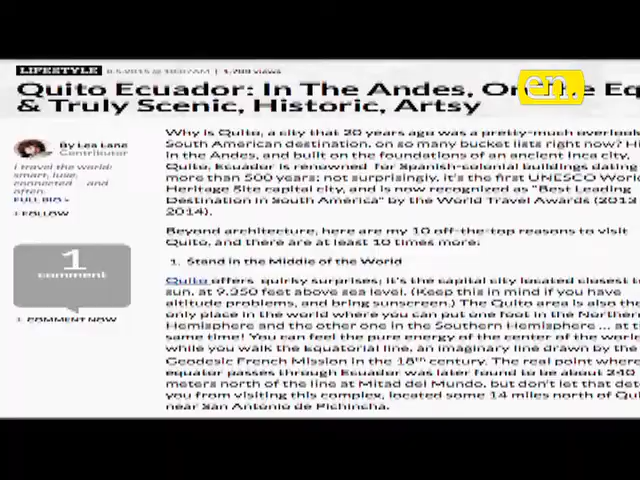 LIFESTYLE 8/5/2015 @ 10:07AM | 1,700 views
Quito Ecuador: In The Andes, On Eq
& Truly Scenic, Historic, Artsy
en.
By Lea Lane
Contributor
I travel the world:
smart, luxe,
connected and
often.
FULL BIO >
FOLLOW
1
comment
COMMENT NOW
Why is Quito, a city that 20 years ago was a pretty-much overlook
South American destination, on so many bucket lists right now? Hi
in the Andes, and built on the foundations of an ancient Inca city,
Quito, Ecuador is renowned for Spanish-colonial buildings dating
more than 500 years; not surprisingly, it's the first UNESCO Worl
Heritage Site capital city, and is now recognized as "Best Leading
Destination in South America" by the World Travel Awards (2013
2014).
Beyond architecture, here are my 10 off-the-top reasons to visit
Quito, and there are at least 10 times more:
1. Stand in the Middle of the World
Quito offers quirky surprises; it's the capital city located closest to
sun, at 9,350 feet above sea level. (Keep this in mind if you have
altitude problems, and bring sunscreen.) The Quito area is also the
only place in the world where you can put one foot in the Northern
Hemisphere and the other one in the Southern Hemisphere ... at th
same time! You can feel the pure energy of the center of the world
while you walk the Equatorial line, an imaginary line drawn by the
Geodesic French Mission in the 18th century. The real point where
equator passes through Ecuador was later found to be about 240
meters north of the line at Mitad del Mundo, but don't let that dete
you from visiting this complex, located some 14 miles north of Qui
near San Antonio de Pichincha.